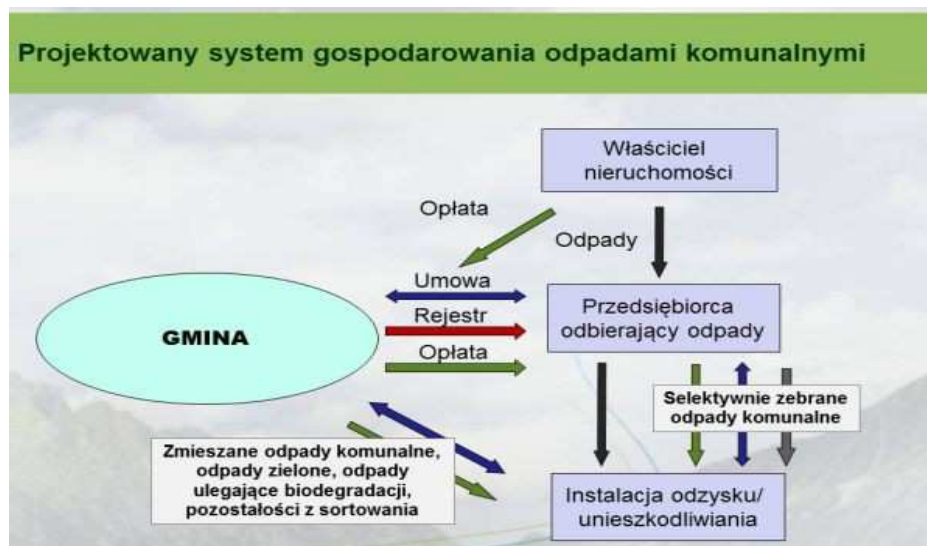 Projektowany system gospodarowania odpadami komunalnymi
Właściciel
nieruchomości
Opłata
Odpady
Umowa
Rejestr
Opłata
GMINA
Przedsiębiorca
odbierający odpady
Selektywnie zebrane
odpady komunalne
Zmieszane odpady komunalne,
odpady zielone, odpady
ulegające biodegradacji,
pozostałości z sortowania
Instalacja odzysku/
unieszkodliwiania